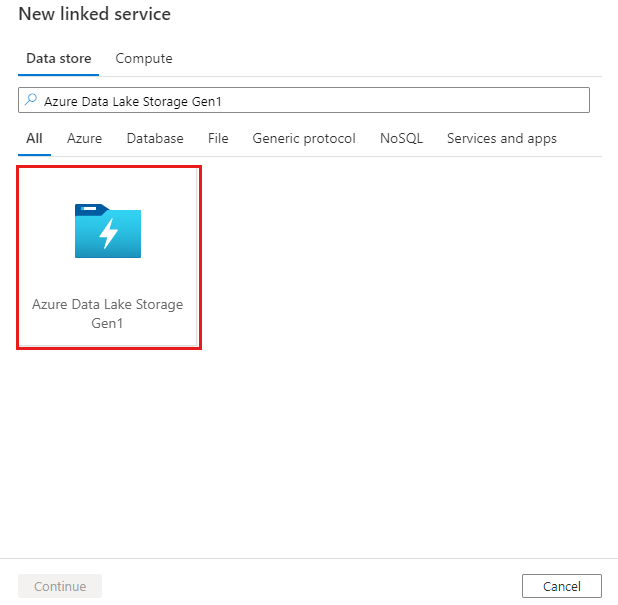 New linked service
Data store Compute
Azure Data Lake Storage Gen1
All Azure Database File Generic protocol NoSQL Services and apps
Azure Data Lake Storage
Gen1
Continue Cancel